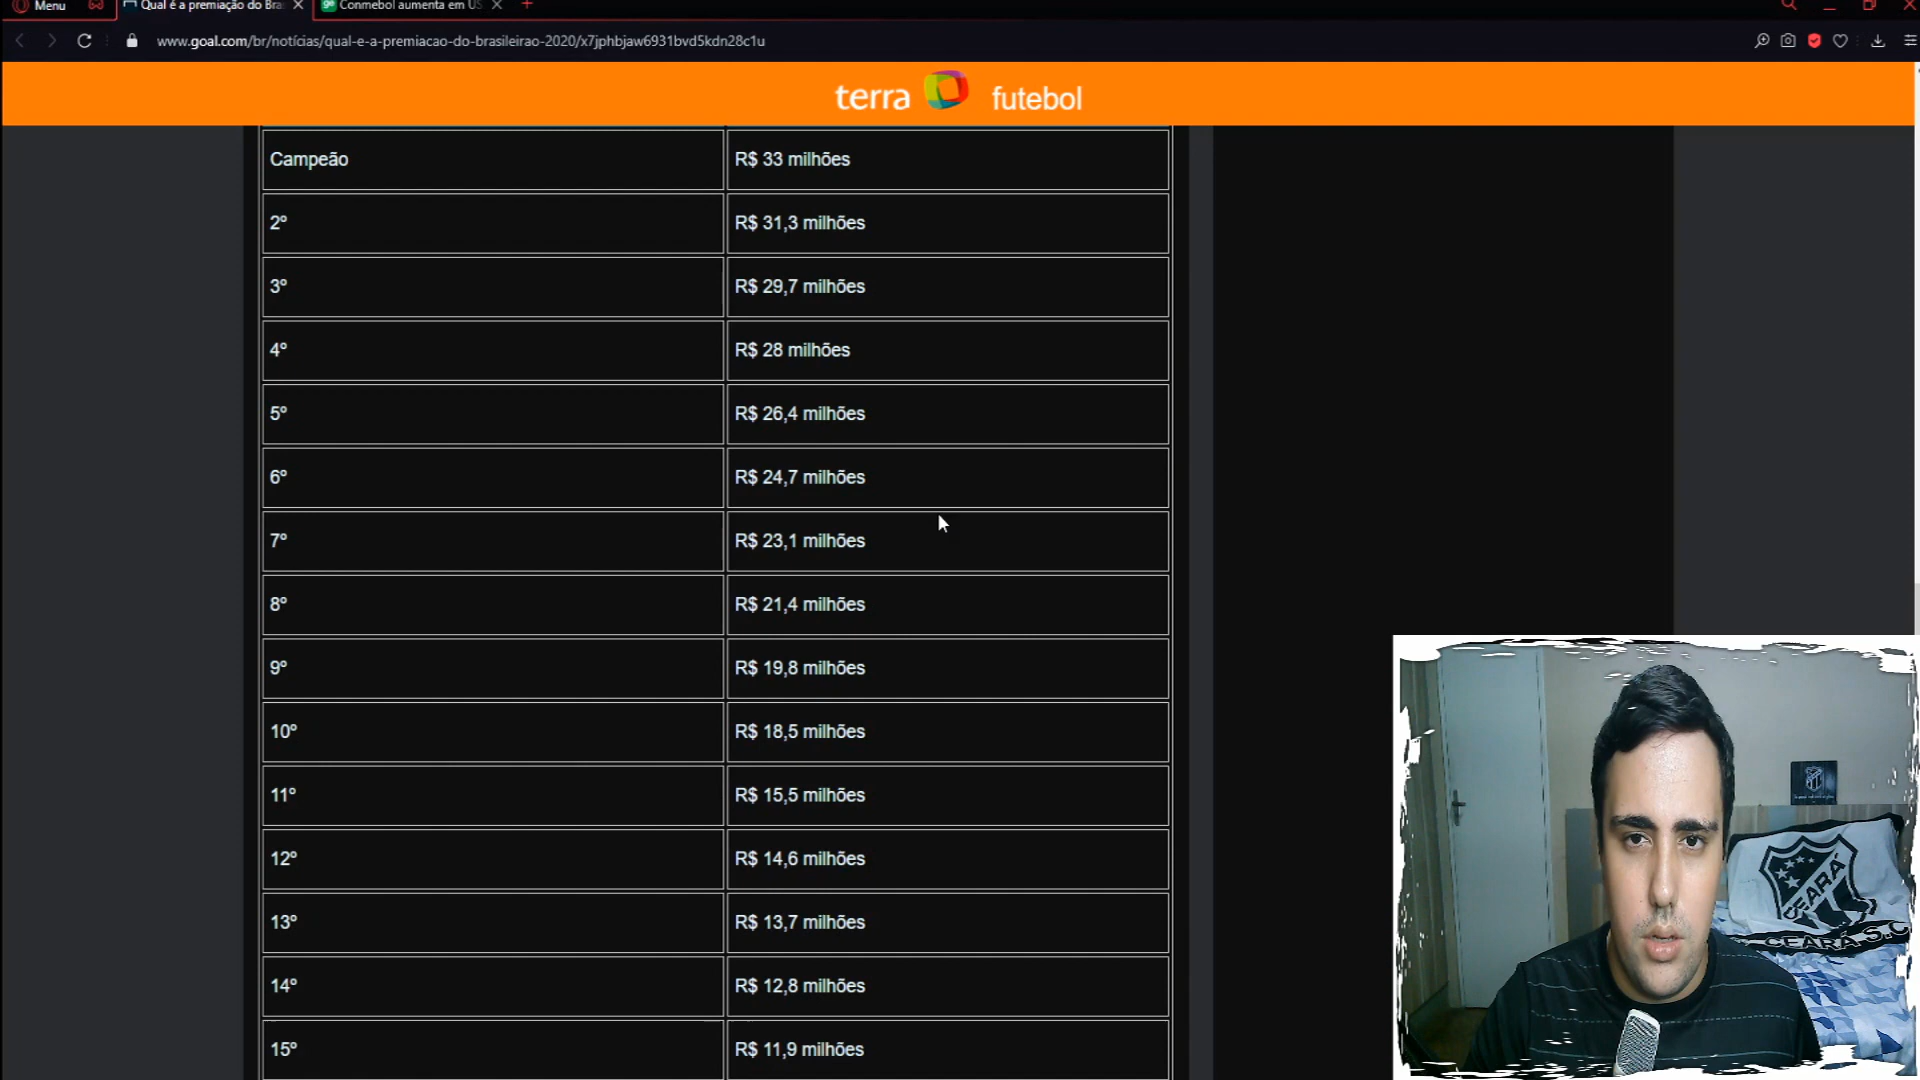 Menu
Qual é a premiação do Bra
Conmebol aumenta em US
www.goal.com/br/notícias/qual-e-a-premiacao-do-brasileirao-2020/x7jphbjaw6931bvd5kdn28c1u
terra futebol
Campeão R$ 33 milhões
2º R$ 31,3 milhões
3º R$ 29,7 milhões
4º R$ 28 milhões
5º R$ 26,4 milhões
6º R$ 24,7 milhões
7º R$ 23,1 milhões
8º R$ 21,4 milhões
9º R$ 19,8 milhões
10º R$ 18,5 milhões
11º R$ 15,5 milhões
12º R$ 14,6 milhões
13º R$ 13,7 milhões
14º R$ 12,8 milhões
15º R$ 11,9 milhões
CEARÁ
CEARÁ S.C